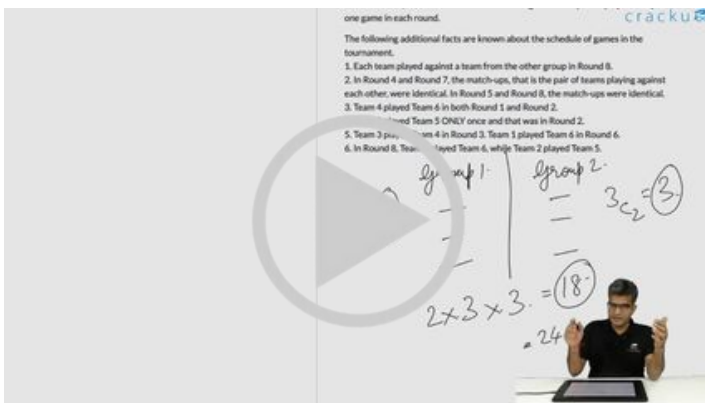 one game in each round.
cracku
The following additional facts are known about the schedule of games in the
tournament.
1. Each team played against a team from the other group in Round 8.
2. In Round 4 and Round 7, the match-ups, that is the pair of teams playing against
each other, were identical. In Round 5 and Round 8, the match-ups were identical.
3. Team 4 played Team 6 in both Round 1 and Round 2.
played Team 5 ONLY once and that was in Round 2.
5. Team 3 played Team 4 in Round 3. Team 1 played Team 6 in Round 6.
6. In Round 8, Team played Team 6, while Team 2 played Team 5.
Group 1. Group 2.
3C2 = 3
2 x 3 x 3. = 18
24